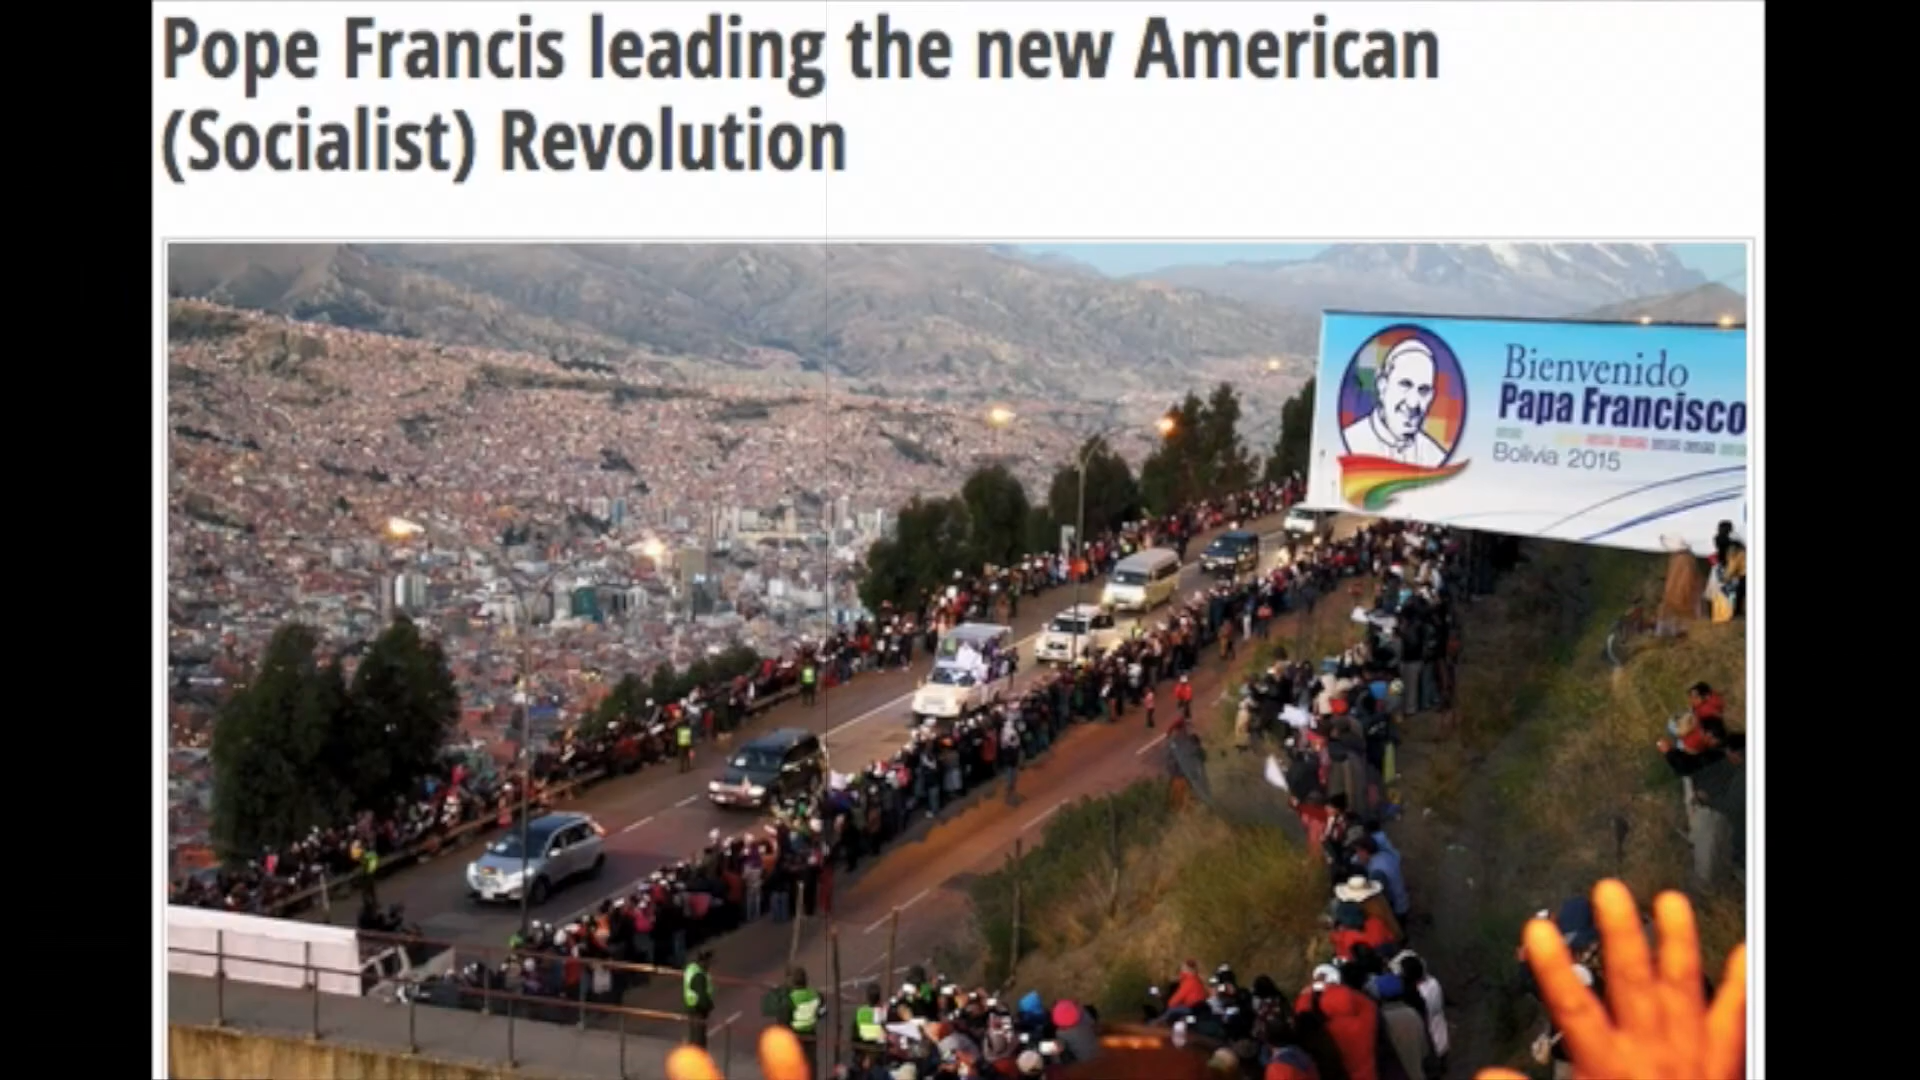 Pope Francis leading the new American
(Socialist) Revolution
Bienvenido
Papa Francisco
Bolivia 2015